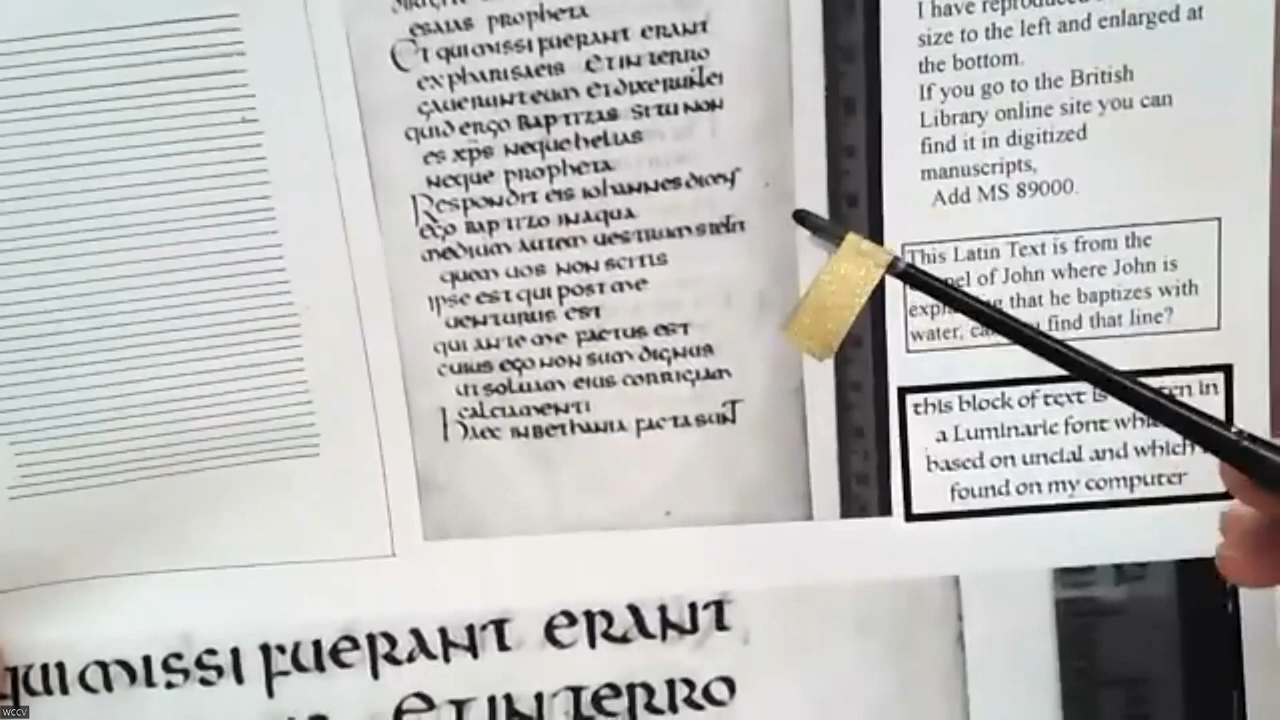 esaias propheta
Et qui missi fuerant erant
ex pharisaeis et interro
gauerunt eum et dixerunt ei
quid ergo baptizas si tu non
es xps neque helias
neque propheta
Respondit eis iohannes dicens
ego baptizo in aqua
medium autem uestrum stetit
quem uos non scitis
ipse est qui post me
uenturus est
qui ante me factus est
cuius ego non sum dignus
ut soluam eius corrigiam
calciamenti
haec in bethania facta sunt
I have reproduced
size to the left and enlarged at
the bottom.
If you go to the British
Library online site you can
find it in digitized
manuscripts,
Add MS 89000.
This Latin Text is from the
of John where John is
that he baptizes with
water, find that line?
this block of text is in
a Luminaric font
based on uncial and which
found on my computer
qui missi fuerant erant
et interro
WCCV